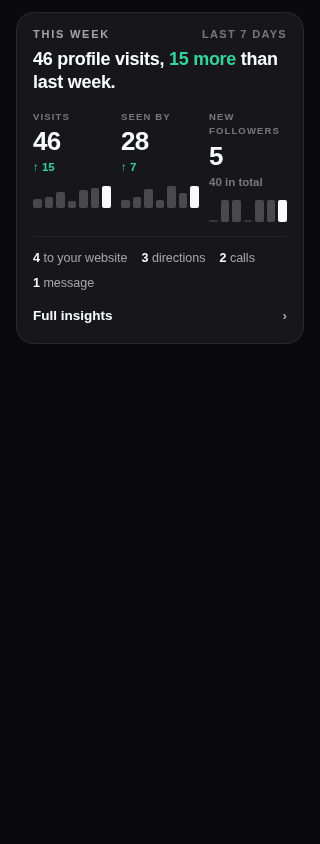 THIS WEEK
LAST 7 DAYS
46 profile visits, 15 more than
last week.
VISITS
46
↑ 15
SEEN BY
28
↑ 7
NEW
FOLLOWERS
5
40 in total
4 to your website 3 directions 2 calls
1 message
Full insights ›